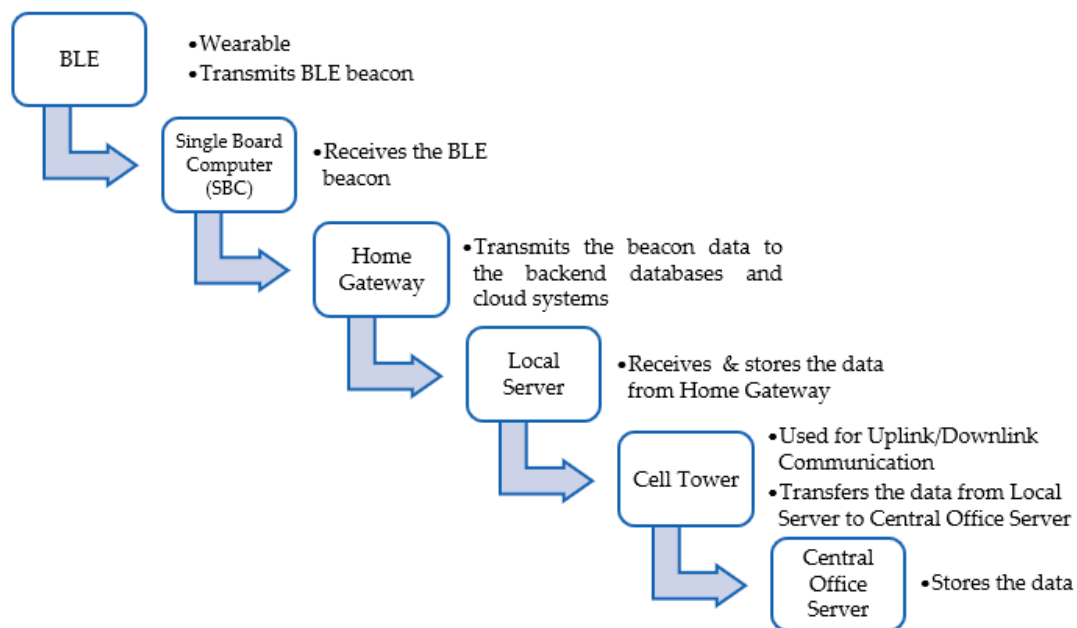 BLE
•Wearable
•Transmits BLE beacon
Single Board
Computer
(SBC)
•Receives the BLE
beacon
Home
Gateway
•Transmits the beacon data to
the backend databases and
cloud systems
Local
Server
•Receives & stores the data
from Home Gateway
Cell Tower
•Used for Uplink/Downlink
Communication
•Transfers the data from Local
Server to Central Office Server
Central
Office
Server
•Stores the data